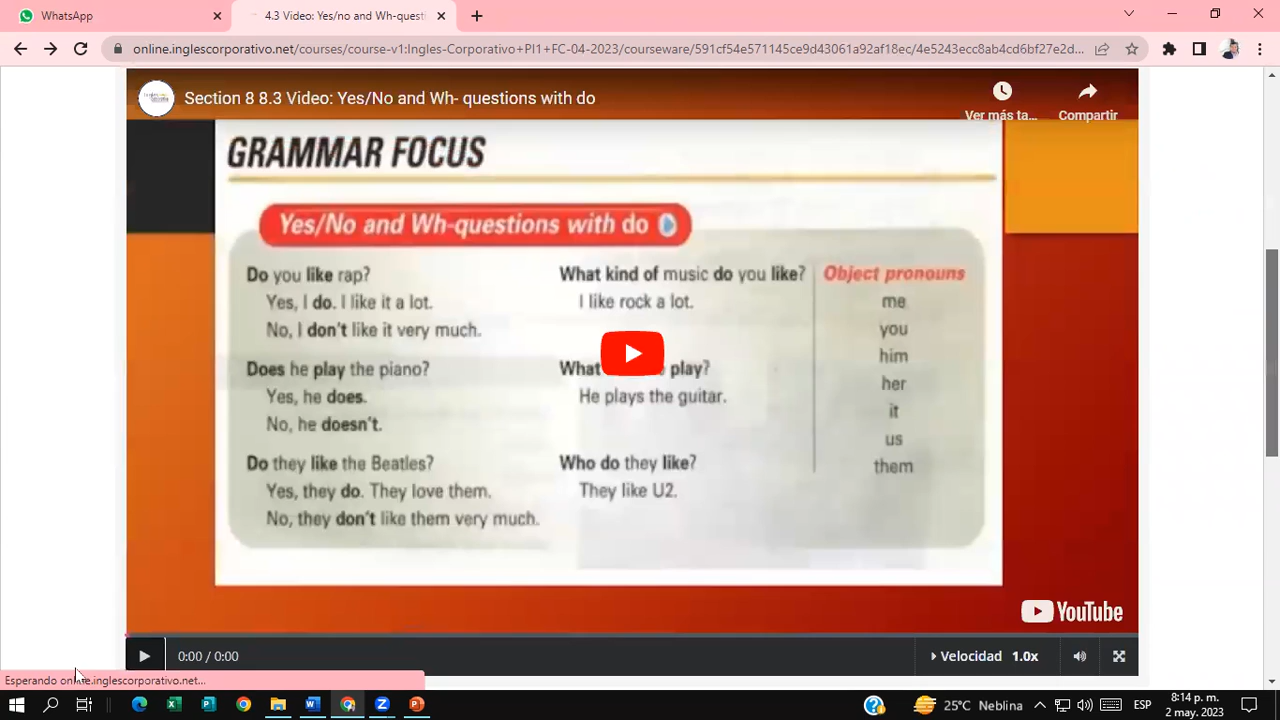 WhatsApp
4.3 Video: Yes/no and Wh-questi
online.inglescorporativo.net/courses/course-v1:Ingles-Corporativo+PI1+FC-04-2023/courseware/591cf54e571145ce9d43061a92af18ec/4e5243ecc8ab4cd6bf27e2d...
Section 8 8.3 Video: Yes/No and Wh- questions with do
Ver más ta...
Compartir
GRAMMAR FOCUS
Yes/No and Wh-questions with do
Do you like rap?
Yes, I do. I like it a lot.
No, I don't like it very much.
Does he play the piano?
Yes, he does.
No, he doesn't.
Do they like the Beatles?
Yes, they do. They love them.
No, they don't like them very much.
What kind of music do you like?
I like rock a lot.
What play?
He plays the guitar.
Who do they like?
They like U2.
Object pronouns
me
you
him
her
it
us
them
YouTube
0:00 / 0:00
Velocidad 1.0x
Esperando online.inglescorporativo.net...
25°C Neblina
ESP
8:14 p. m.
2 may. 2023